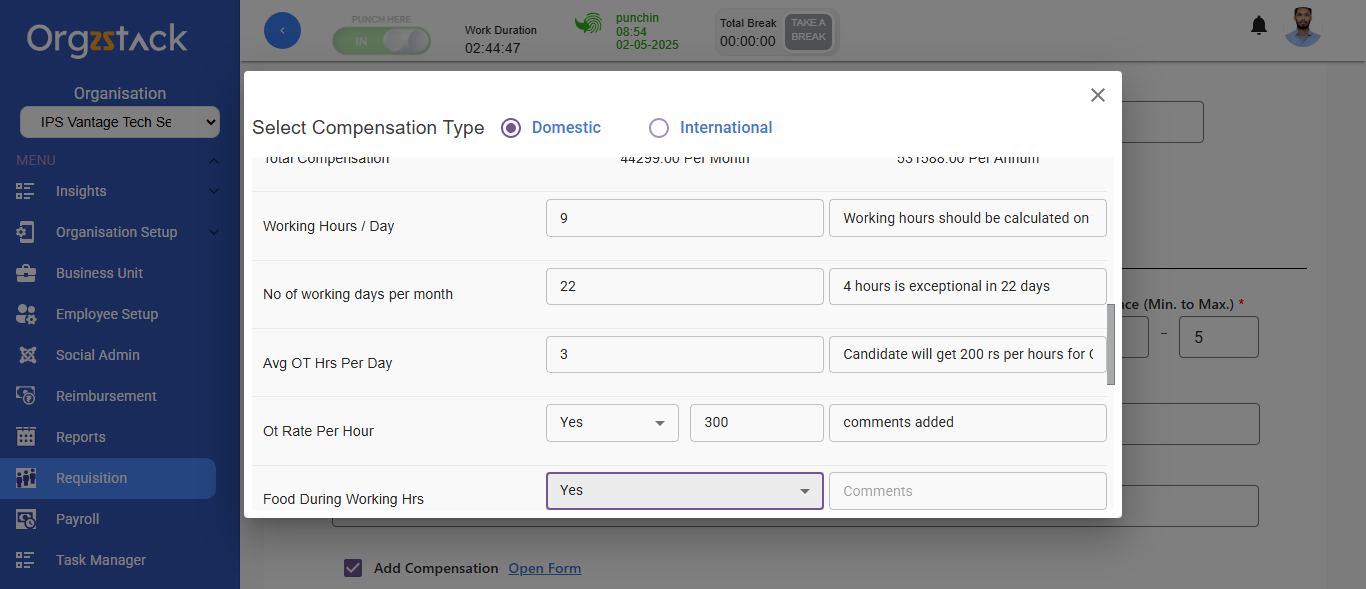 Orgzstack
Organisation
IPS Vantage Tech Se
MENU
Insights
Organisation Setup
Business Unit
Employee Setup
Social Admin
Reimbursement
Reports
Requisition
Payroll
Task Manager
PUNCH HERE
IN
Work Duration
02:44:47
punchin
08:54
02-05-2025
Total Break
00:00:00
TAKE A
BREAK
Select Compensation Type Domestic International
Total Compensation 44299.00 Per Month 531588.00 Per Annum
Working Hours / Day 9 Working hours should be calculated on
No of working days per month 22 4 hours is exceptional in 22 days
Avg OT Hrs Per Day 3 Candidate will get 200 rs per hours for
Ot Rate Per Hour Yes 300 comments added
Food During Working Hrs Yes Comments
(Min. to Max.) *
- 5
Add Compensation Open Form